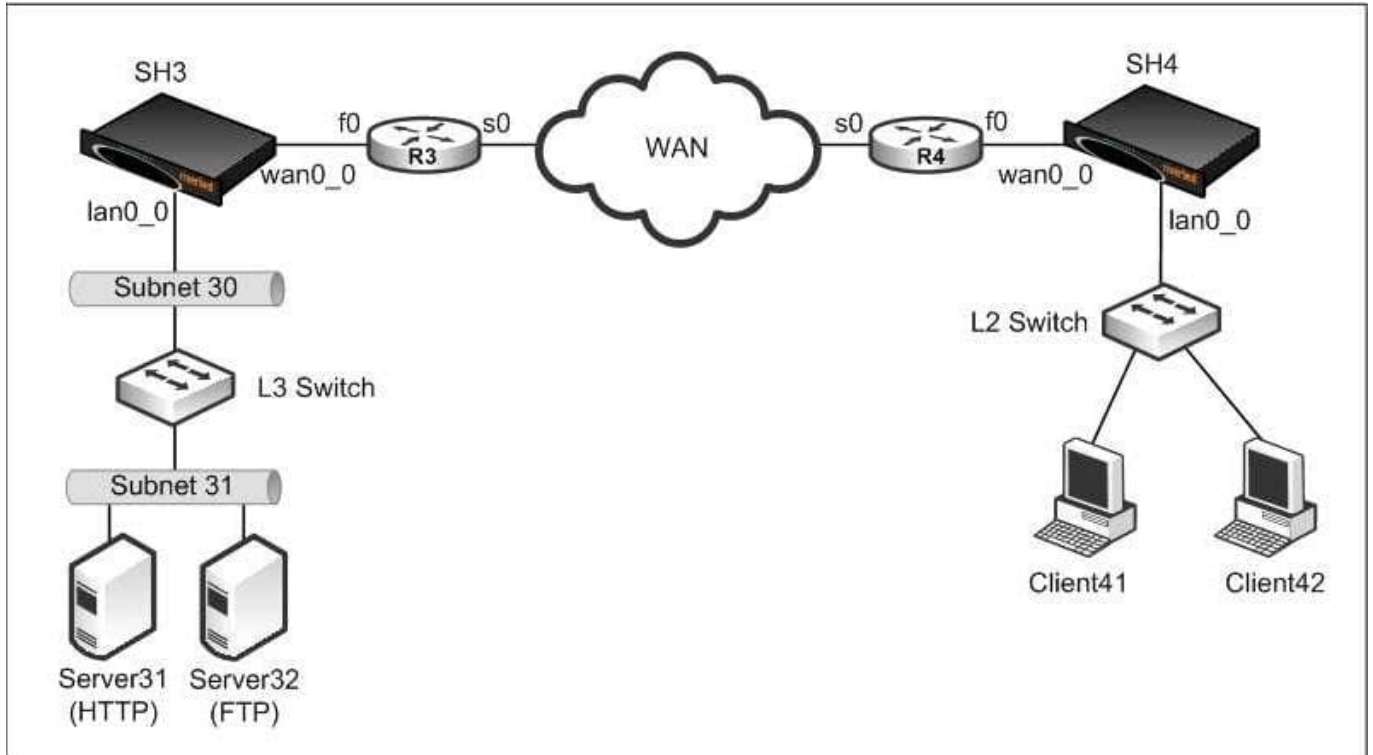 SH3
SH4
f0
s0
WAN
s0
f0
R3
R4
wan0_0
wan0_0
riverbed
lan0_0
lan0_0
Subnet 30
L2 Switch
L3 Switch
Subnet 31
Client41
Client42
Server31
(HTTP)
Server32
(FTP)